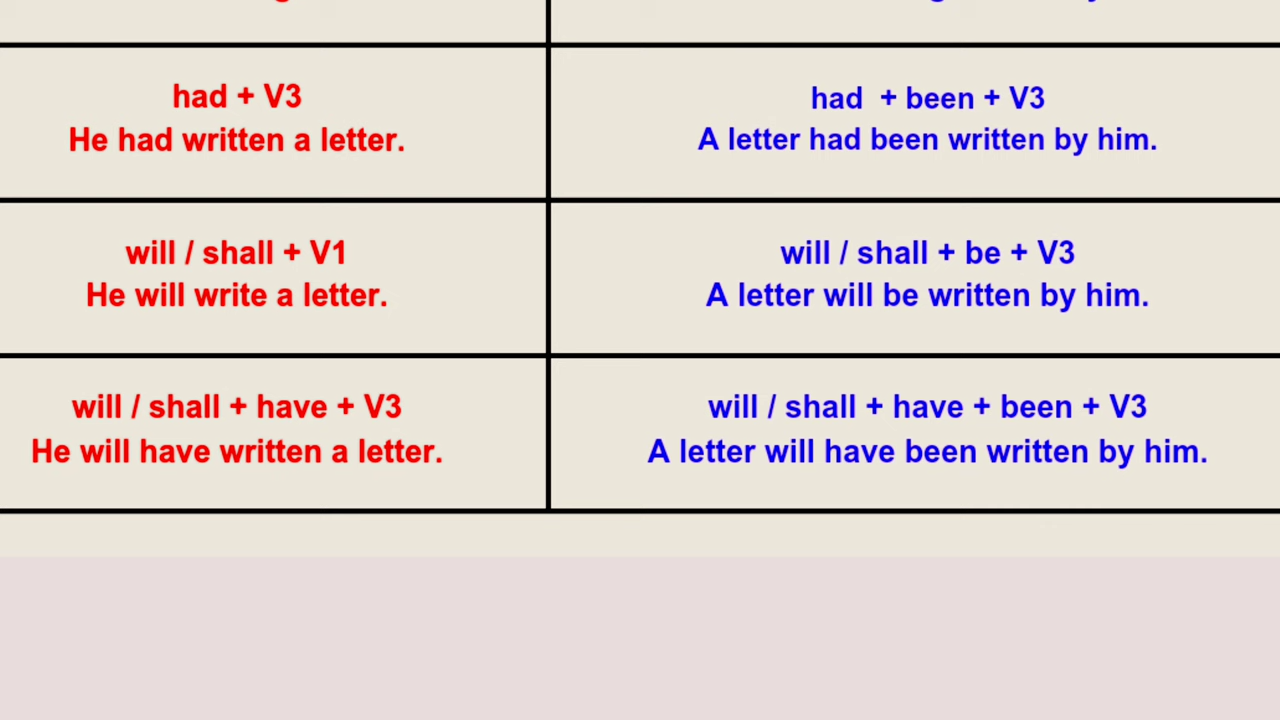 had + V3
He had written a letter.
had + been + V3
A letter had been written by him.
will / shall + V1
He will write a letter.
will / shall + be + V3
A letter will be written by him.
will / shall + have + V3
He will have written a letter.
will / shall + have + been + V3
A letter will have been written by him.